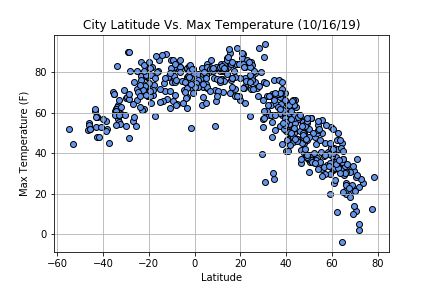 City Latitude Vs. Max Temperature (10/16/19)
Max Temperature (F)
80
60
40
20
0
−60 −40 −20 0 20 40 60 80
Latitude